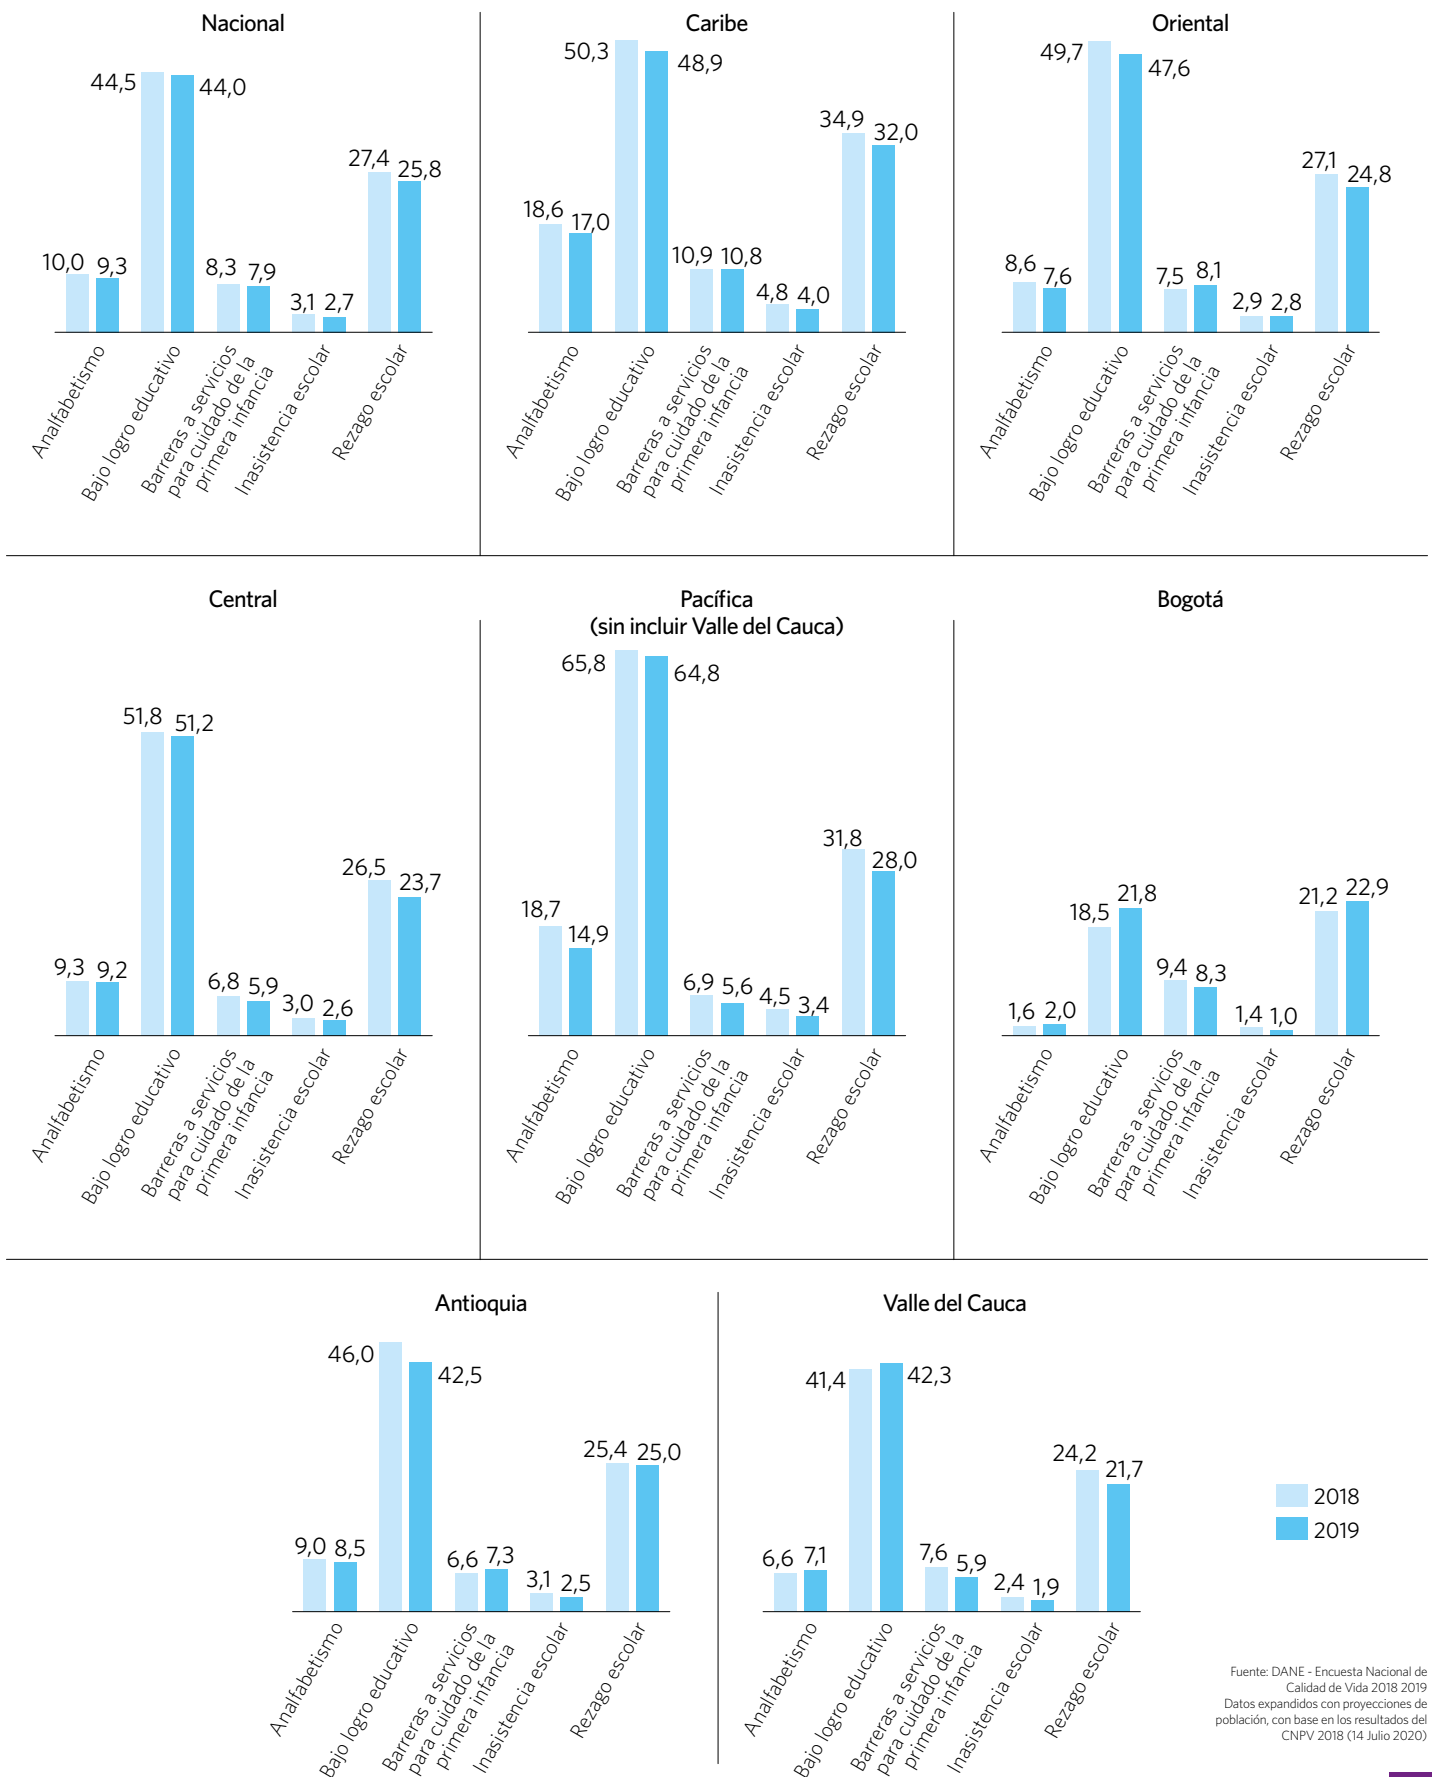 Nacional
44,5
44,0
27,4
25,8
10,0
9,3
8,3
7,9
3,1
2,7
Analfabetismo
Bajo logro educativo
Barreras a servicios
para cuidado de la
primera infancia
Inasistencia escolar
Rezago escolar
Caribe
50,3
48,9
34,9
32,0
18,6
17,0
10,9
10,8
4,8
4,0
Analfabetismo
Bajo logro educativo
Barreras a servicios
para cuidado de la
primera infancia
Inasistencia escolar
Rezago escolar
Oriental
49,7
47,6
27,1
24,8
8,6
7,6
7,5
8,1
2,9
2,8
Analfabetismo
Bajo logro educativo
Barreras a servicios
para cuidado de la
primera infancia
Inasistencia escolar
Rezago escolar
Central
51,8
51,2
26,5
23,7
9,3
9,2
6,8
5,9
3,0
2,6
Analfabetismo
Bajo logro educativo
Barreras a servicios
para cuidado de la
primera infancia
Inasistencia escolar
Rezago escolar
Pacífica
(sin incluir Valle del Cauca)
65,8
64,8
31,8
28,0
18,7
14,9
6,9
5,6
4,5
3,4
Analfabetismo
Bajo logro educativo
Barreras a servicios
para cuidado de la
primera infancia
Inasistencia escolar
Rezago escolar
Bogotá
18,5
21,8
21,2
22,9
9,4
8,3
1,6
2,0
1,4
1,0
Analfabetismo
Bajo logro educativo
Barreras a servicios
para cuidado de la
primera infancia
Inasistencia escolar
Rezago escolar
Antioquia
46,0
42,5
25,4
25,0
9,0
8,5
6,6
7,3
3,1
2,5
Analfabetismo
Bajo logro educativo
Barreras a servicios
para cuidado de la
primera infancia
Inasistencia escolar
Rezago escolar
Valle del Cauca
41,4
42,3
24,2
21,7
6,6
7,1
7,6
5,9
2,4
1,9
Analfabetismo
Bajo logro educativo
Barreras a servicios
para cuidado de la
primera infancia
Inasistencia escolar
Rezago escolar
2018
2019
Fuente: DANE - Encuesta Nacional de
Calidad de Vida 2018 2019
Datos expandidos con proyecciones de
población, con base en los resultados del
CNPV 2018 (14 Julio 2020)